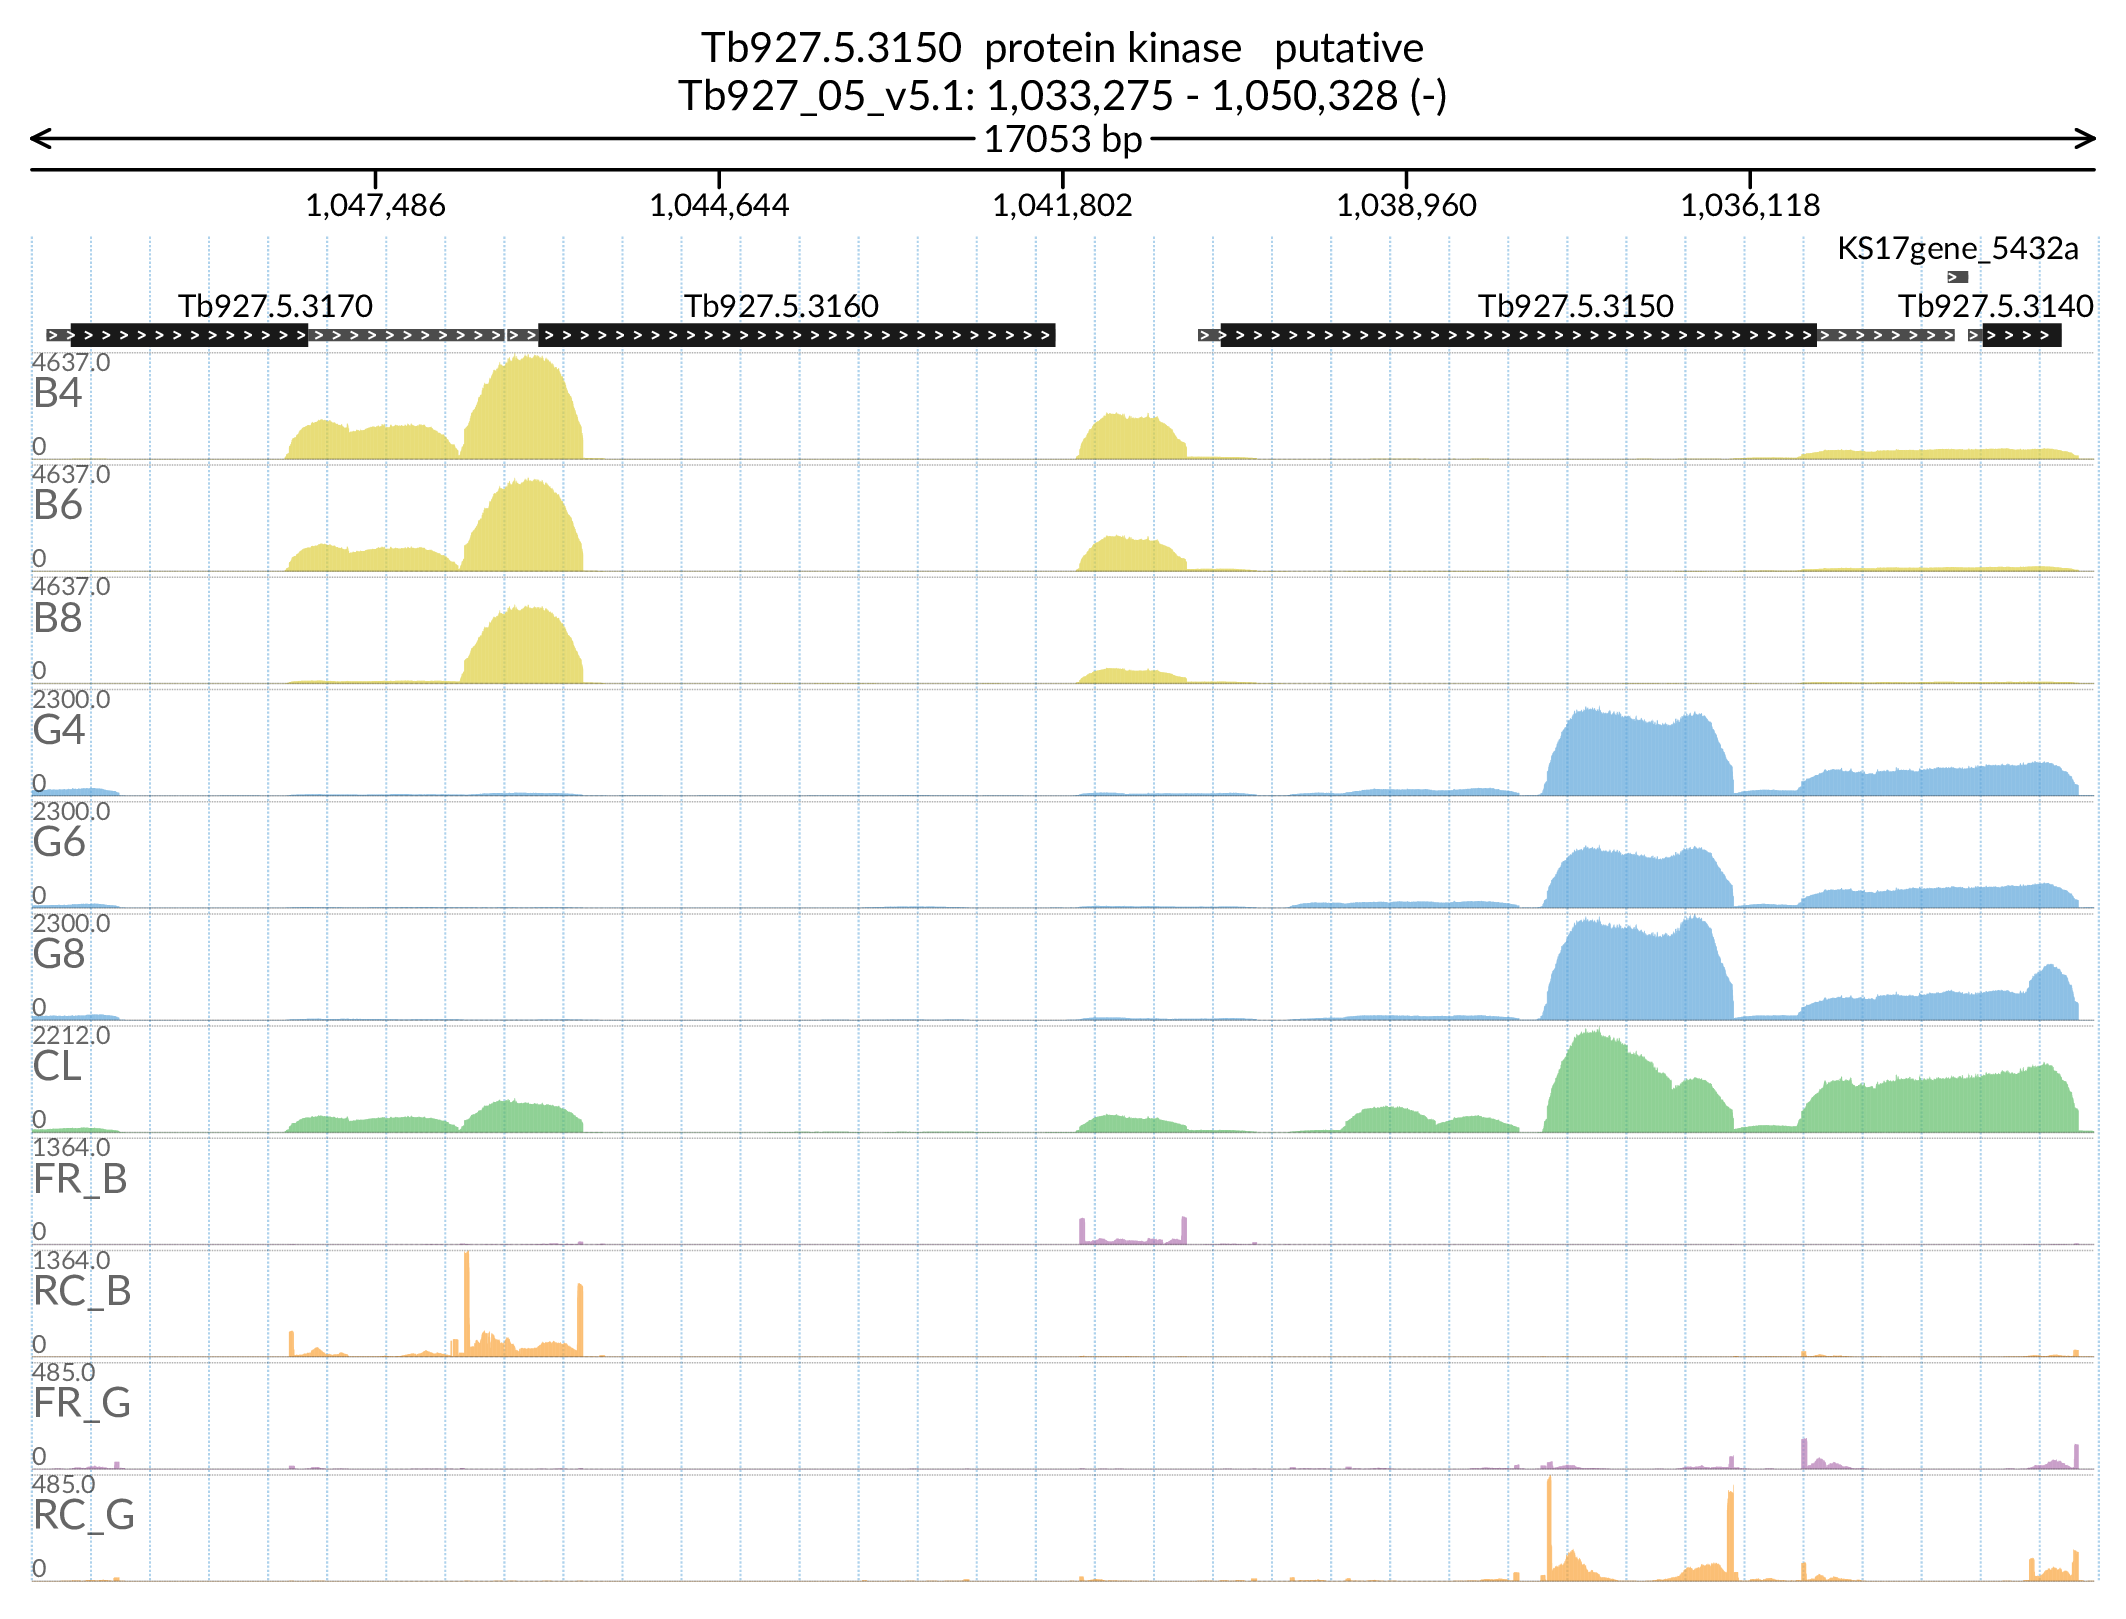 Tb927.5.3150 protein kinase putative
Tb927_05_v5.1: 1,033,275 - 1,050,328 (-)
17053 bp
1,047,486 1,044,644 1,041,802 1,038,960 1,036,118
KS17gene_5432a
Tb927.5.3170 Tb927.5.3160 Tb927.5.3150 Tb927.5.3140
4637.0
B4
0
4637.0
B6
0
4637.0
B8
0
2300.0
G4
0
2300.0
G6
0
2300.0
G8
0
2212.0
CL
0
1364.0
FR_B
0
1364.0
RC_B
0
485.0
FR_G
0
485.0
RC_G
0